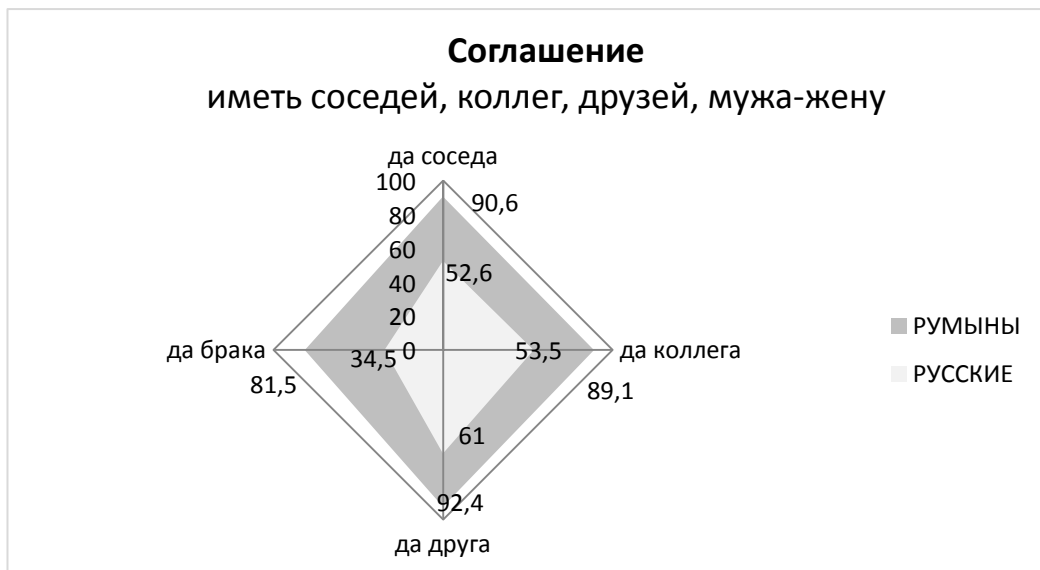 Соглашение
иметь соседей, коллег, друзей, мужа-жену
да соседа
100
90,6
80
60
52,6
40
20
0
да брака
34,5
53,5
да коллега
81,5
89,1
61
92,4
да друга
РУМЫНЫ
РУССКИЕ